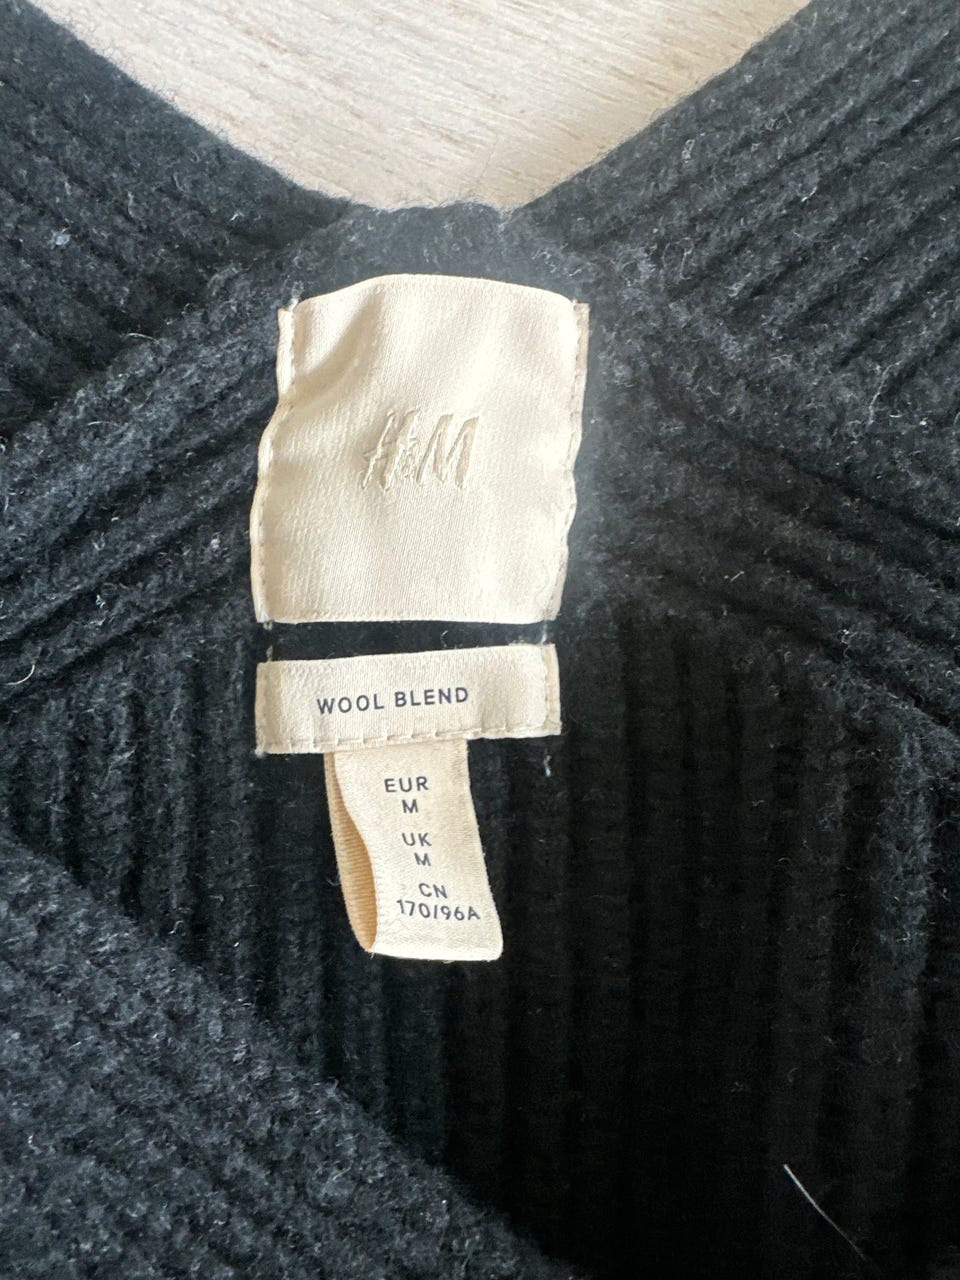 H&M
WOOL BLEND
EUR
M
UK
M
CN
170/96A